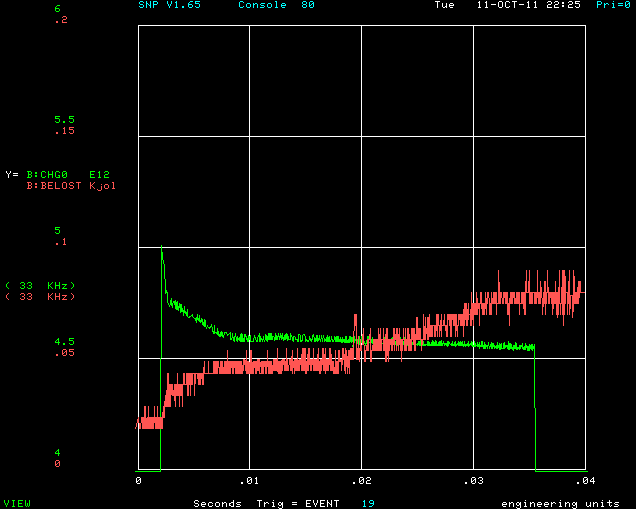 6 SNP V1.65 Console 80 Tue 11-OCT-11 22:25 Pri=0
.2
5.5
.15
Y= B:CHG0 E12
B:BELOST Kjol
5
.1
( 33 KHz)
( 33 KHz)
4.5
.05
4
0
0 .01 .02 .03 .04
VIEW Seconds Trig = EVENT 19 engineering units